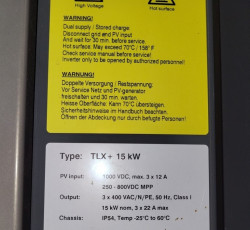 High Voltage
Hot surface
WARNUNG!
Dual supply / Stored charge
Disconnect grid and PV input
And wait for 30 min. before service.
Hot surface. May exceed 70°C / 158° F
Check service manual before service
Inverter only to be opened by authorized personnel!
WARNUNG!
Doppelte Versorgung / Restspannung.
Vor Service Netz und PV-Generator
freischalten und 30 min. warten
Heisse Oberfläche: Kann 70°C übersteigen.
Sicherheitshinweise im Handbuch beachten.
Öffnen der Abdeckung nur durch befugtes Personen!
Type: TLX+ 15 kW
PV input: 1000 VDC, max. 3 x 12 A
250 - 800VDC MPP
Output: 3 x 400 VAC/N/PE, 50 Hz, Class I
15 kW nom, 3 x 22 A max
Chassis: IP54, Temp -25°C to 60°C